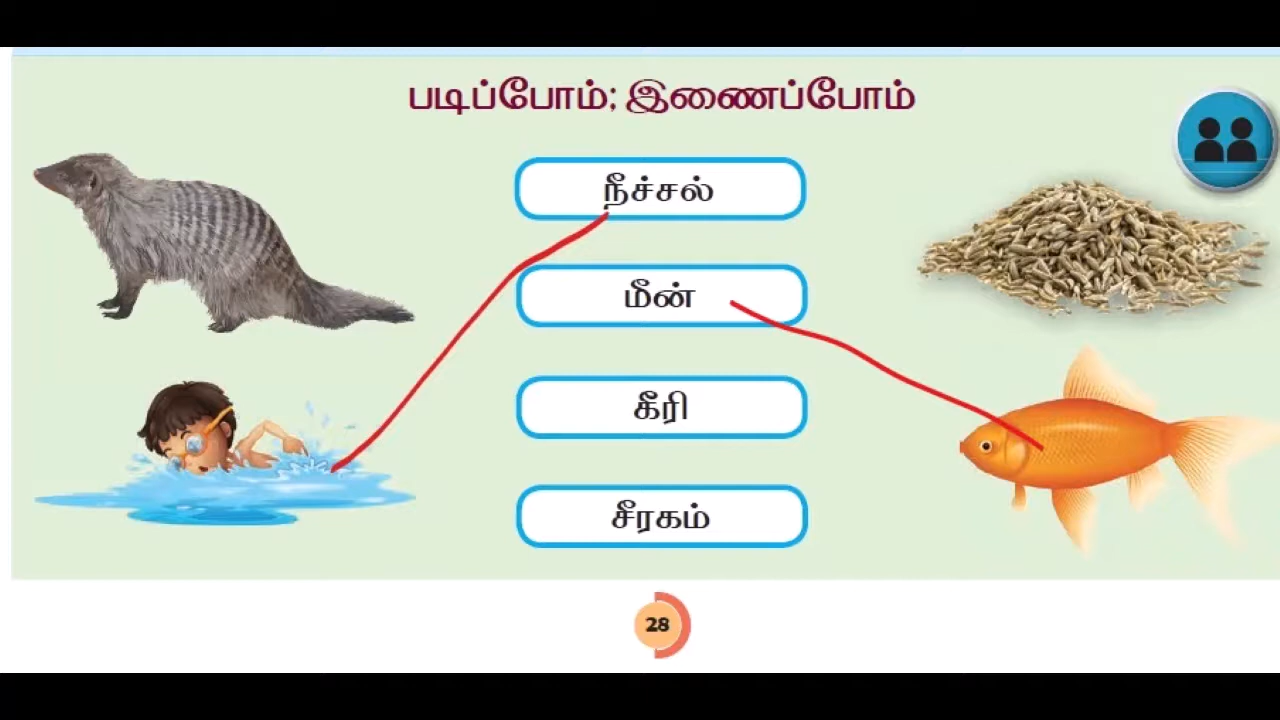 படிப்போம்; இணைப்போம்
நீச்சல்
மீன்
கீரி
சீரகம்
28